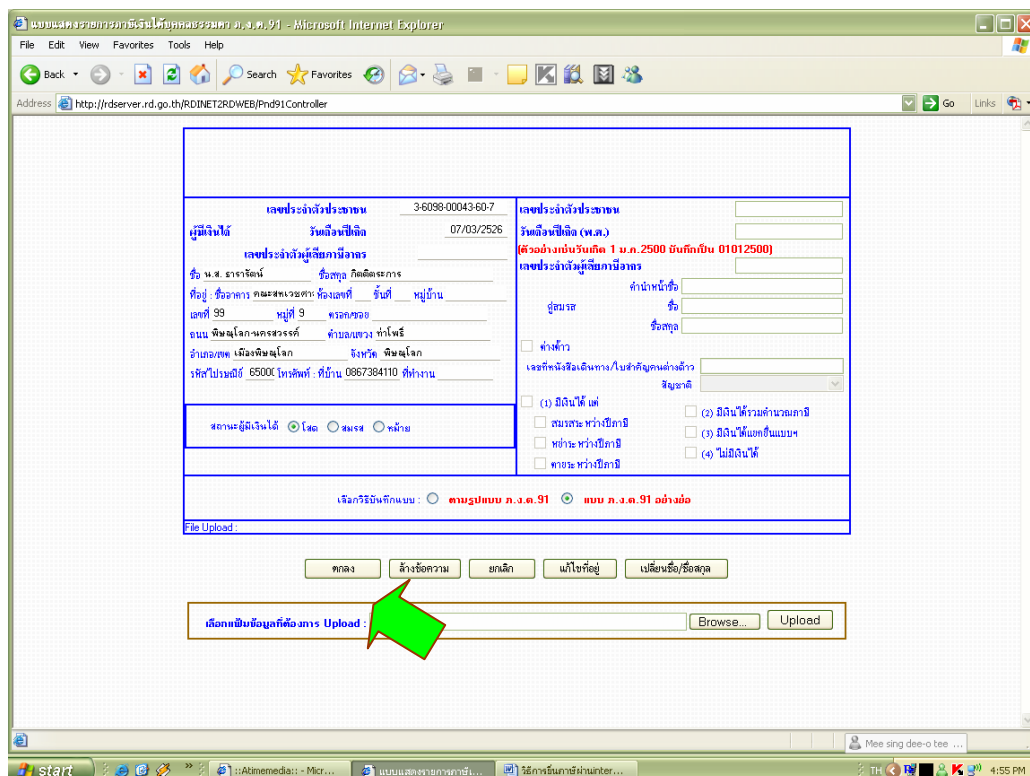 แบบแสดงรายการภาษีเงินได้บุคคลธรรมดา ภ.ง.ด.91 - Microsoft Internet Explorer
File Edit View Favorites Tools Help
Back Search Favorites
Address http://rdserver.rd.go.th/RDINET2RDWEB/Pnd91Controller Go Links
เลขประจำตัวประชาชน 3-6098-00043-60-7
ผู้มีเงินได้ วันเดือนปีเกิด 07/03/2526
เลขประจำตัวผู้เสียภาษีอากร
ชื่อ น.ส. ธารารัตน์ ชื่อสกุล กิตติตระการ
ที่อยู่ : ชื่ออาคาร คณะสหเวชศา ห้องเลขที่ ชั้นที่ หมู่บ้าน
เลขที่ 99 หมู่ที่ 9 ตรอก/ซอย
ถนน พิษณุโลก-นครสวรรค์ ตำบล/แขวง ท่าโพธิ์
อำเภอ/เขต เมืองพิษณุโลก จังหวัด พิษณุโลก
รหัสไปรษณีย์ 6500 โทรศัพท์ : ที่บ้าน 0867384110 ที่ทำงาน
สถานะผู้มีเงินได้ โสด สมรส หม้าย
เลขประจำตัวประชาชน
วันเดือนปีเกิด (พ.ศ.)
(ตัวอย่างเช่นวันเกิด 1 ม.ค.2500 บันทึกเป็น 01012500)
เลขประจำตัวผู้เสียภาษีอากร
คำนำหน้าชื่อ
คู่สมรส ชื่อ
ชื่อสกุล
ต่างด้าว
เลขที่หนังสือเดินทาง/ใบสำคัญคนต่างด้าว
สัญชาติ
(1) มีเงินได้ แต่ (2) มีเงินได้รวมคำนวณภาษี
สมรสระหว่างปีภาษี (3) มีเงินได้แยกยื่นแบบฯ
หย่าระหว่างปีภาษี (4) ไม่มีเงินได้
ตายระหว่างปีภาษี
เลือกวิธีบันทึกแบบ : ตามรูปแบบ ภ.ง.ด.91 แบบ ภ.ง.ด.91 อย่างย่อ
File Upload :
ตกลง ล้างข้อความ ยกเลิก แก้ไขที่อยู่ เปลี่ยนชื่อ/ชื่อสกุล
เลือกแฟ้มข้อมูลที่ต้องการ Upload : Browse... Upload
Mee sing dee-o tee ...
start ::Atimemedia:: - Micr... แบบแสดงรายการภาษีเ... วิธีการยื่นภาษีผ่านinter... TH 4:55 PM